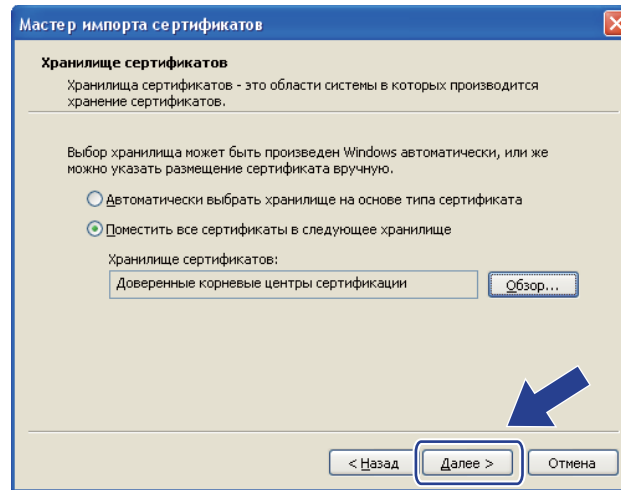 Мастер импорта сертификатов
Хранилище сертификатов
Хранилища сертификатов - это области системы в которых производится
хранение сертификатов.
Выбор хранилища может быть произведен Windows автоматически, или же
можно указать размещение сертификата вручную.
Автоматически выбрать хранилище на основе типа сертификата
Поместить все сертификаты в следующее хранилище
Хранилище сертификатов:
Доверенные корневые центры сертификации
Обзор...
< Назад
Далее >
Отмена